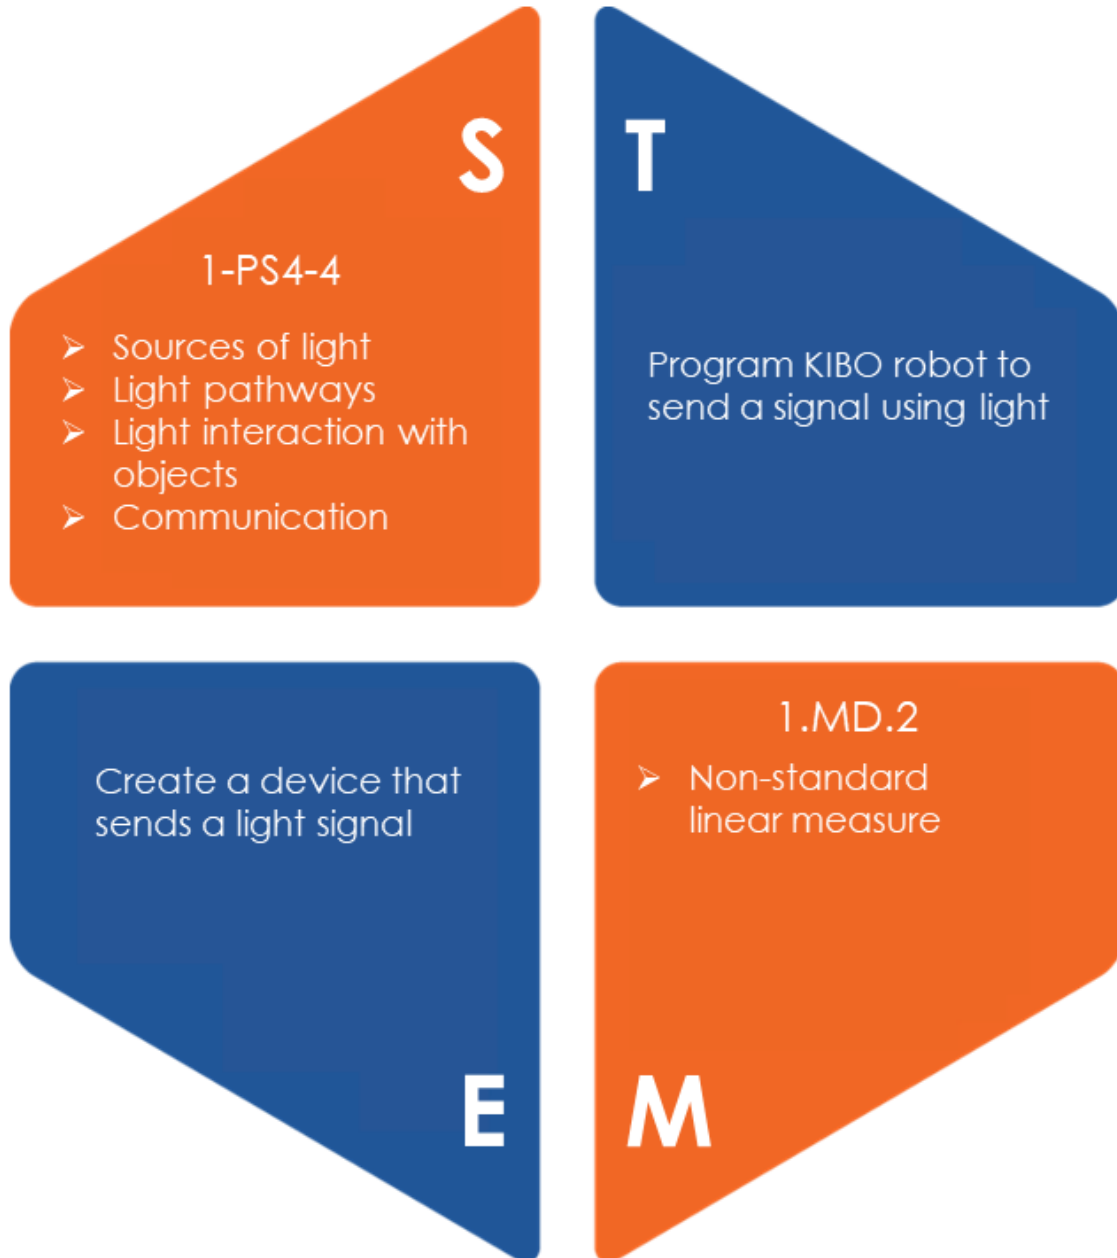 S
1-PS4-4
➢ Sources of light
➢ Light pathways
➢ Light interaction with
objects
➢ Communication
T
Program KIBO robot to
send a signal using light
Create a device that
sends a light signal
E
1.MD.2
➢ Non-standard
linear measure
M